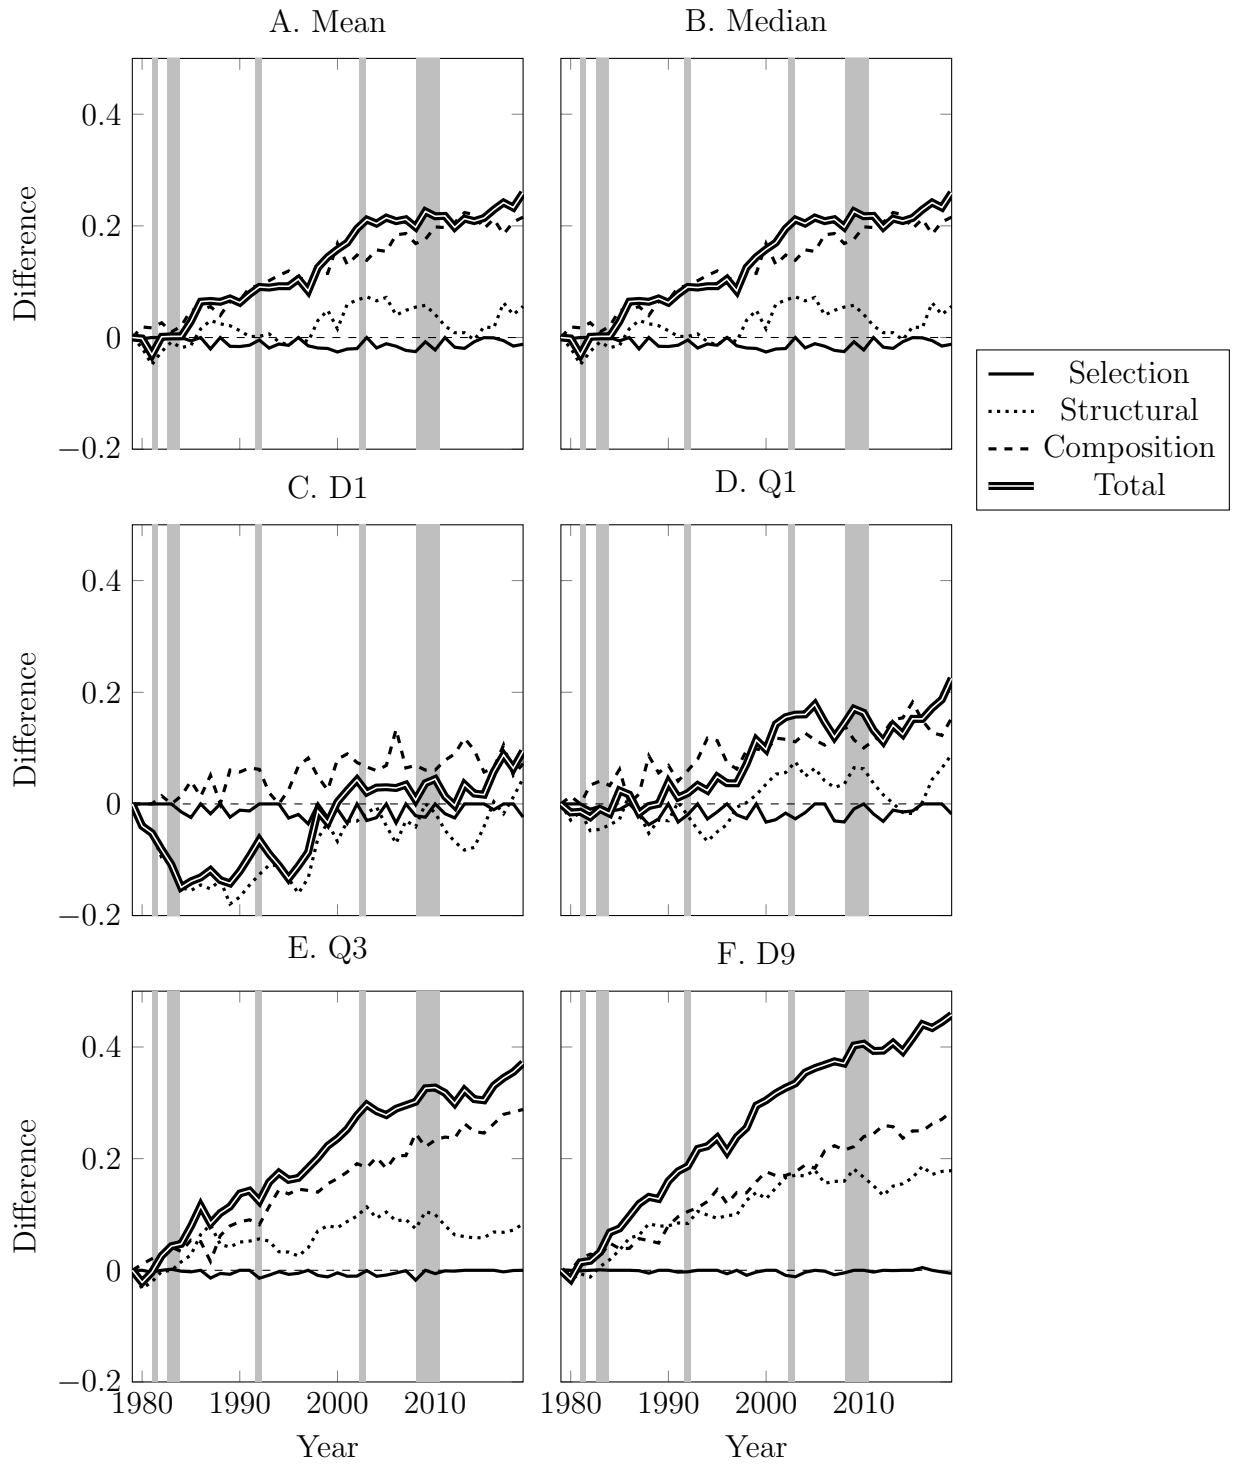 A. Mean
B. Median
0.4
0.2
0
−0.2
Difference
Selection
Structural
Composition
Total
C. D1
D. Q1
0.4
0.2
0
−0.2
Difference
E. Q3
F. D9
0.4
0.2
0
−0.2
Difference
1980 1990 2000 2010
1980 1990 2000 2010
Year
Year